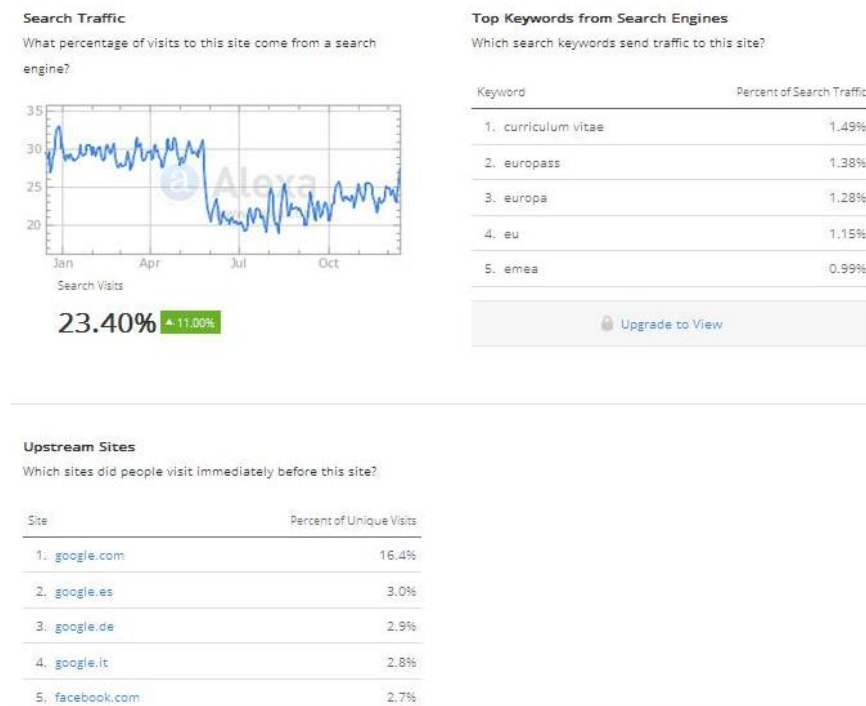 Search Traffic
What percentage of visits to this site come from a search
engine?
35
30
25
20
a Alexa
Jan Apr Jul Oct
Search Visits
23.40% 11.00%
Top Keywords from Search Engines
Which search keywords send traffic to this site?
Keyword Percent of Search Traffic
1. curriculum vitae 1.49%
2. europass 1.38%
3. europa 1.28%
4. eu 1.15%
5. emea 0.99%
Upgrade to View
Upstream Sites
Which sites did people visit immediately before this site?
Site Percent of Unique Visits
1. google.com 16.4%
2. google.es 3.0%
3. google.de 2.9%
4. google.it 2.8%
5. facebook.com 2.7%